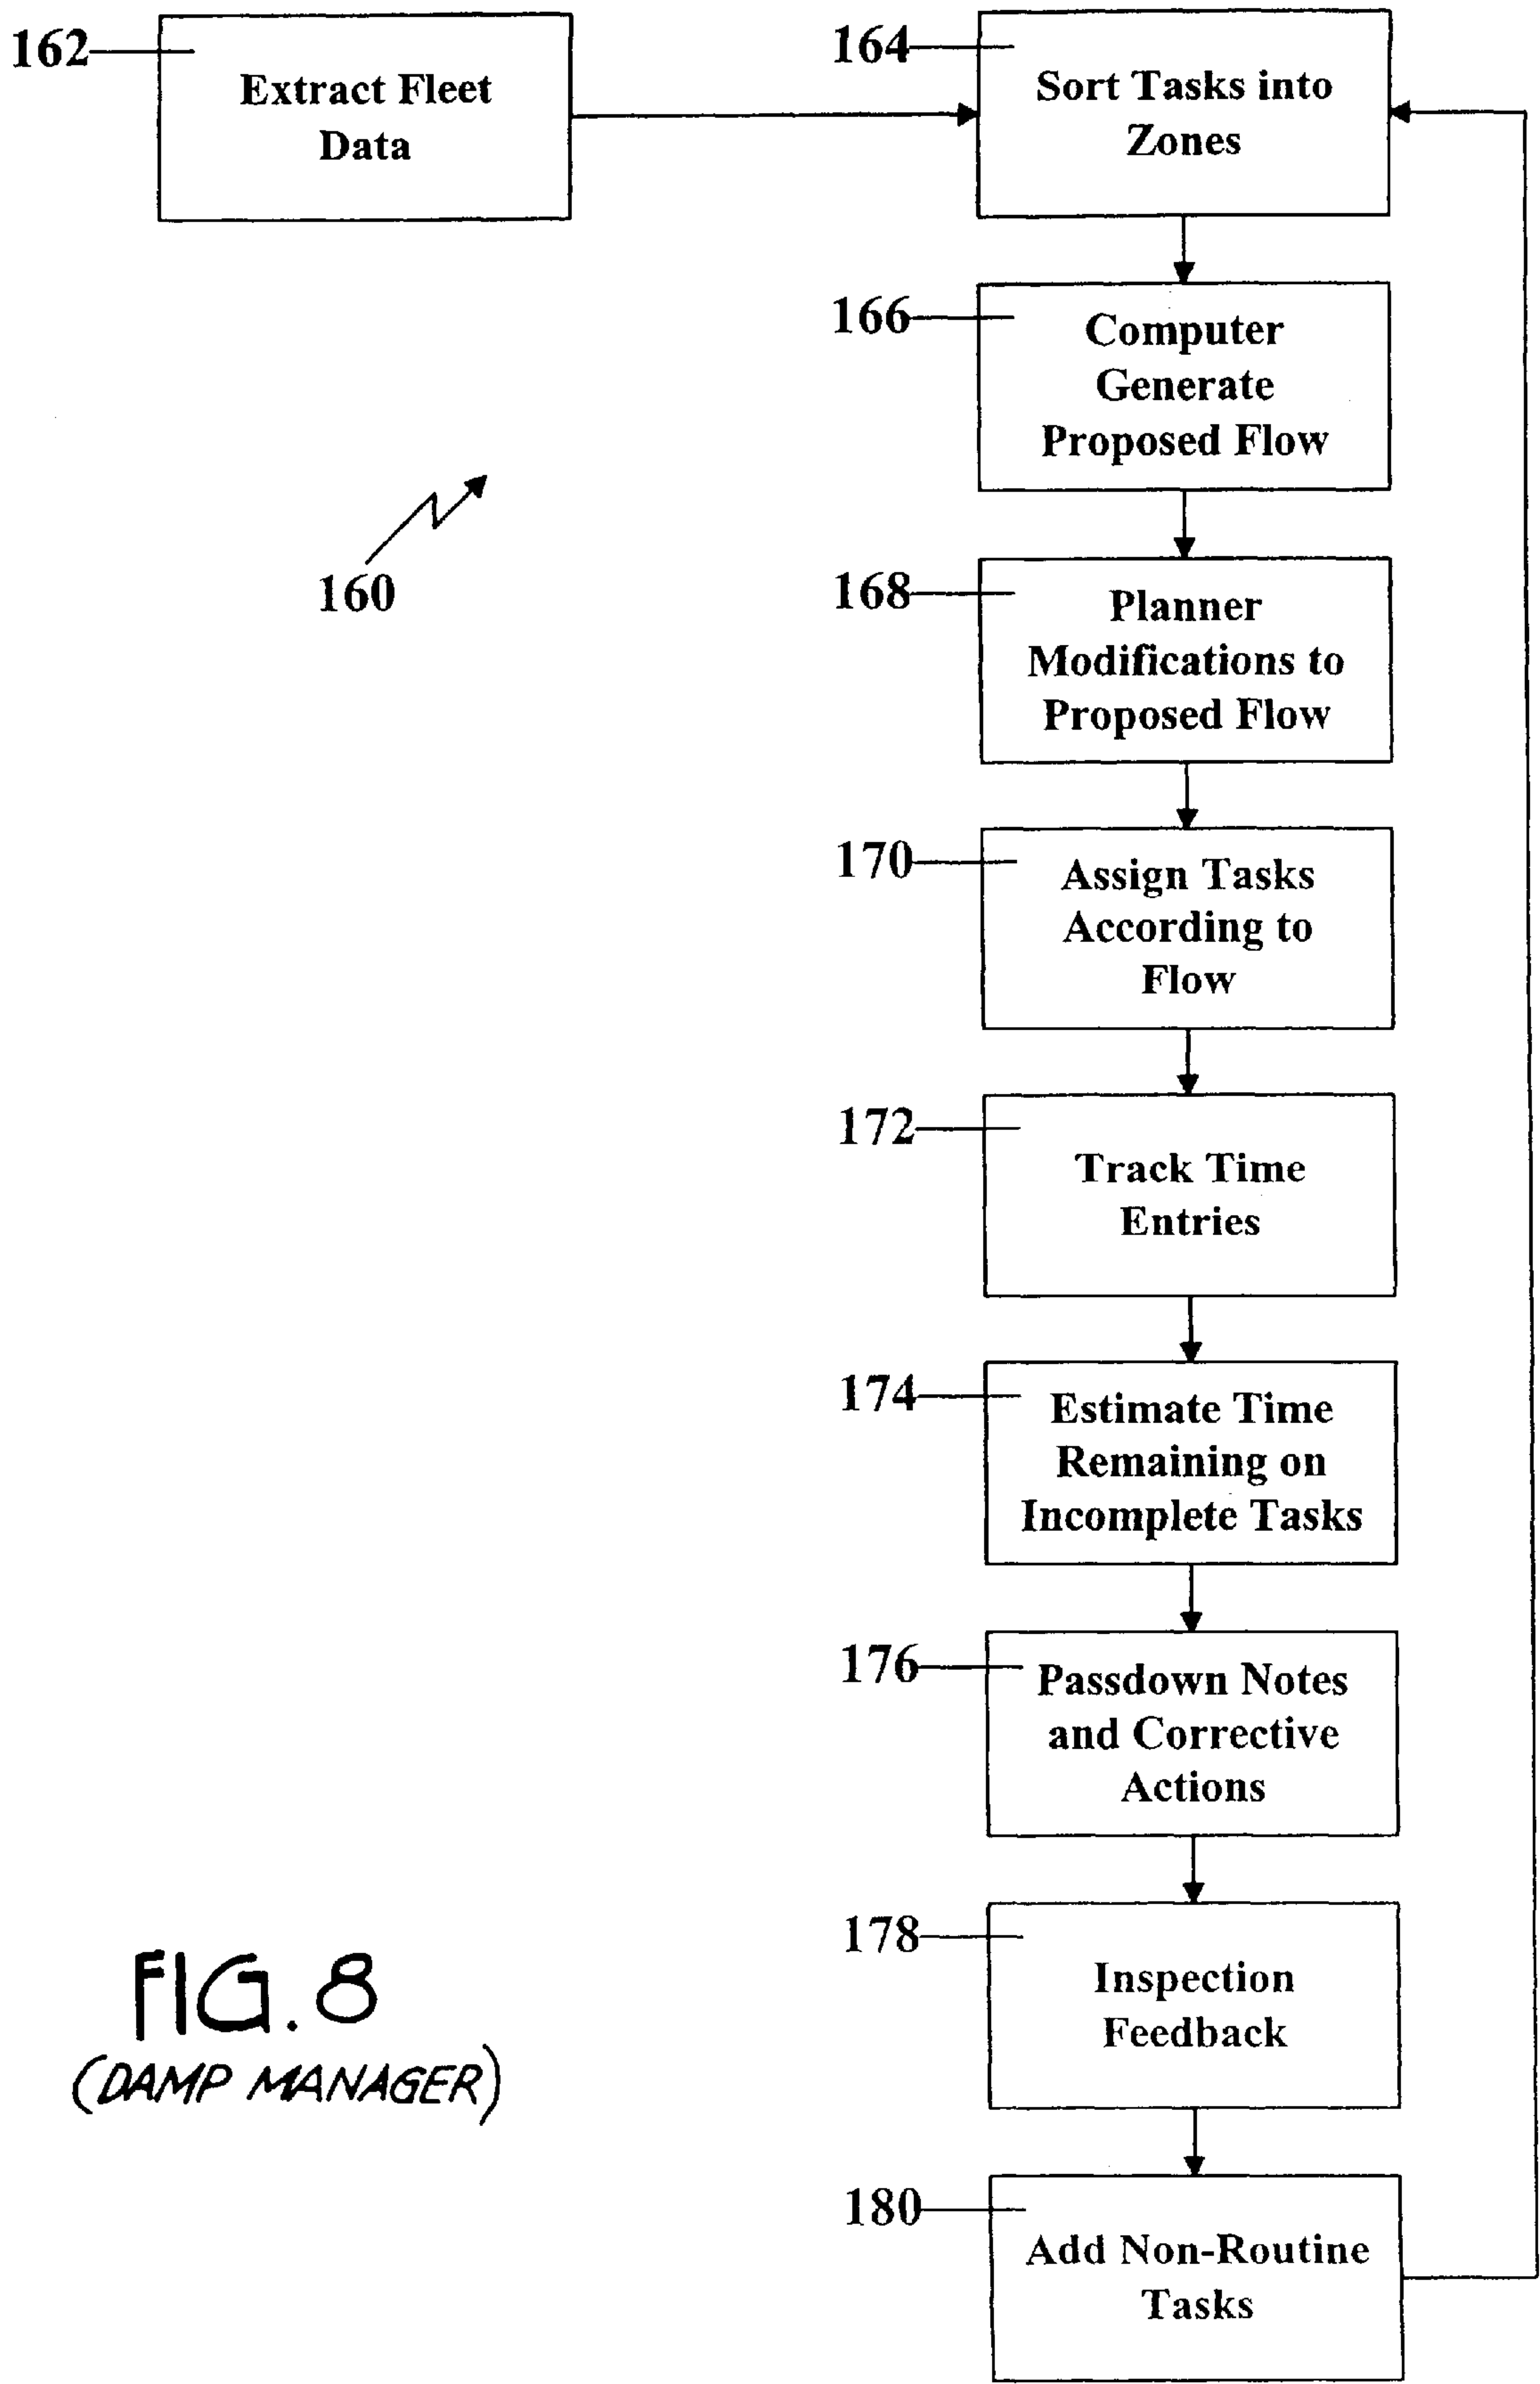 162
Extract Fleet
Data
164
Sort Tasks into
Zones
166
Computer
Generate
Proposed Flow
160
168
Planner
Modifications to
Proposed Flow
170
Assign Tasks
According to
Flow
172
Track Time
Entries
174
Estimate Time
Remaining on
Incomplete Tasks
176
Passdown Notes
and Corrective
Actions
178
Inspection
Feedback
180
Add Non-Routine
Tasks
FIG. 8
(DAMP MANAGER)